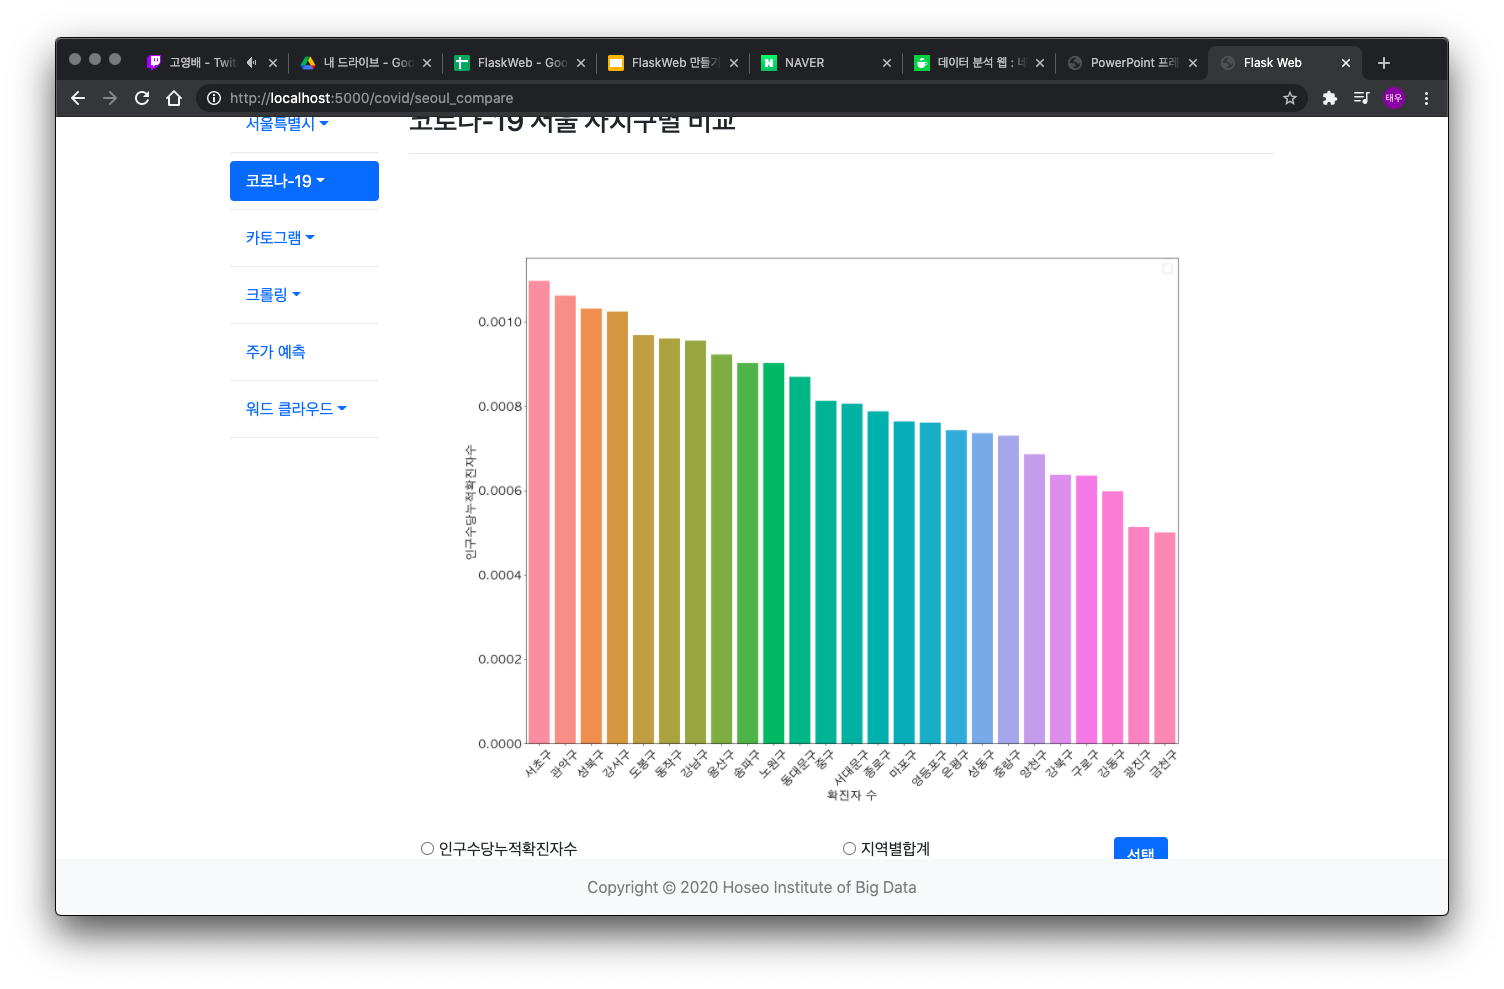 고영배 - Twit
내 드라이브 - Goo
FlaskWeb - Goo
FlaskWeb 만들기
NAVER
데이터 분석 웹 : 네
PowerPoint 프레
Flask Web
http://localhost:5000/covid/seoul_compare
태우
서울특별시
코로나-19 서울 자치구별 비교
코로나-19
카토그램
크롤링
주가 예측
워드 클라우드
0.0010
0.0008
0.0006
0.0004
0.0002
0.0000
인구수당누적확진자수
서초구
관악구
성북구
강서구
도봉구
동작구
강남구
용산구
송파구
노원구
동대문구
중구
서대문구
종로구
마포구
영등포구
은평구
성동구
중랑구
양천구
강북구
구로구
강동구
광진구
금천구
확진자 수
인구수당누적확진자수
지역별합계
선택
Copyright © 2020 Hoseo Institute of Big Data